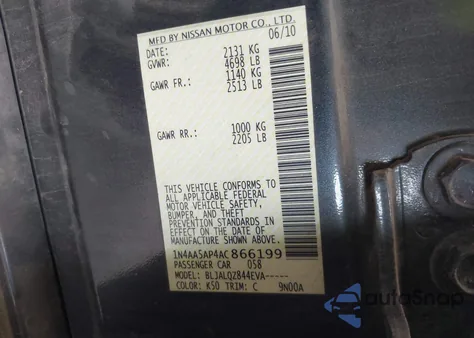 MFD BY NISSAN MOTOR CO., LTD.
DATE: 06/10
GVWR: 2131 KG
4698 LB
GAWR FR.: 1140 KG
2513 LB
GAWR RR.: 1000 KG
2205 LB
THIS VEHICLE CONFORMS TO
ALL APPLICABLE FEDERAL
MOTOR VEHICLE SAFETY,
BUMPER, AND THEFT
PREVENTION STANDARDS IN
EFFECT ON THE DATE OF
MANUFACTURE SHOWN ABOVE.
1N4AA5AP4AC866199
PASSENGER CAR 058
MODEL: BLJALQZ844EVA-----
COLOR: K50 TRIM: C 9N00A
autoSnap